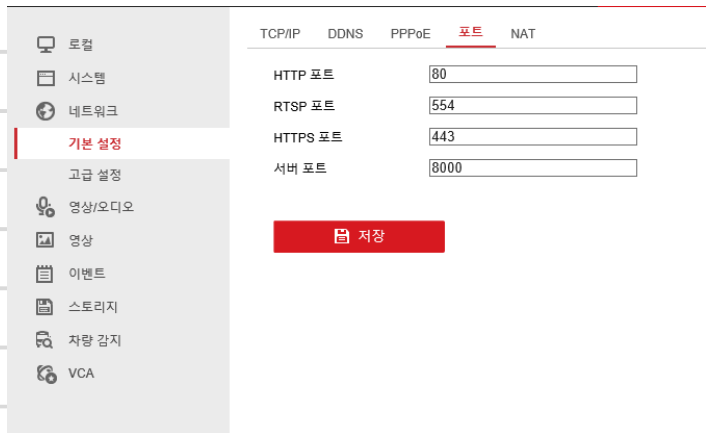 로컬
시스템
네트워크
기본 설정
고급 설정
영상/오디오
영상
이벤트
스토리지
차량 감지
VCA
TCP/IP DDNS PPPoE 포트 NAT
HTTP 포트 80
RTSP 포트 554
HTTPS 포트 443
서버 포트 8000
저장